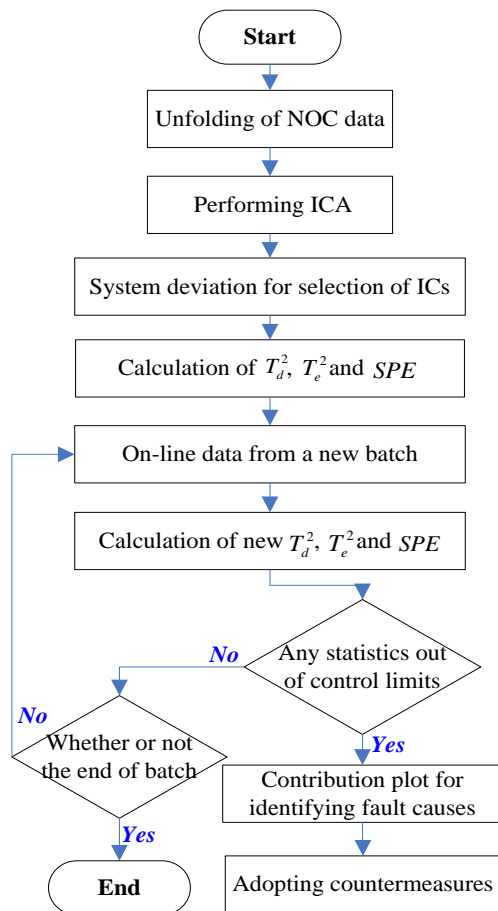 Start
Unfolding of NOC data
Performing ICA
System deviation for selection of ICs
Calculation of T_d^2, T_e^2 and SPE
On-line data from a new batch
Calculation of new T_d^2, T_e^2 and SPE
Any statistics out
of control limits
No
Yes
Whether or not
the end of batch
No
Yes
Contribution plot for
identifying fault causes
End
Adopting countermeasures